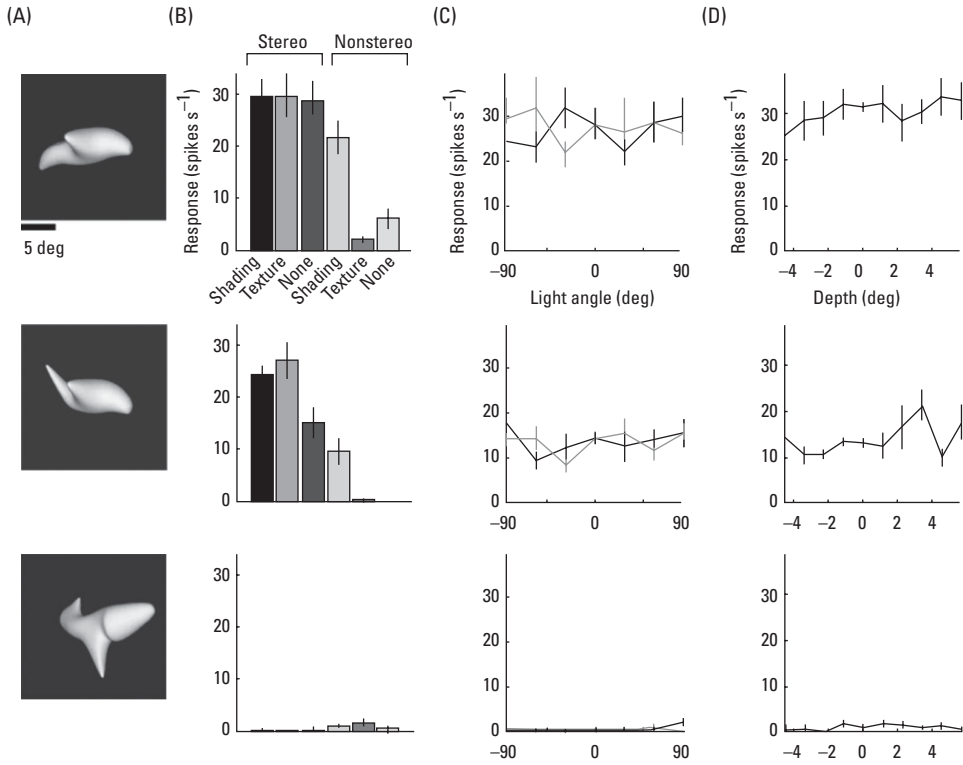 (A) (B) (C) (D)
Stereo Nonstereo
Response (spikes s−1)
30
20
10
0
Shading Texture None Shading Texture None
5 deg
Response (spikes s−1)
30
20
10
0
−90 0 90
Light angle (deg)
Response (spikes s−1)
30
20
10
0
−4 −2 0 2 4
Depth (deg)
30
20
10
0
30
20
10
0
−90 0 90
30
20
10
0
−4 −2 0 2 4
30
20
10
0
30
20
10
0
−90 0 90
30
20
10
0
−4 −2 0 2 4